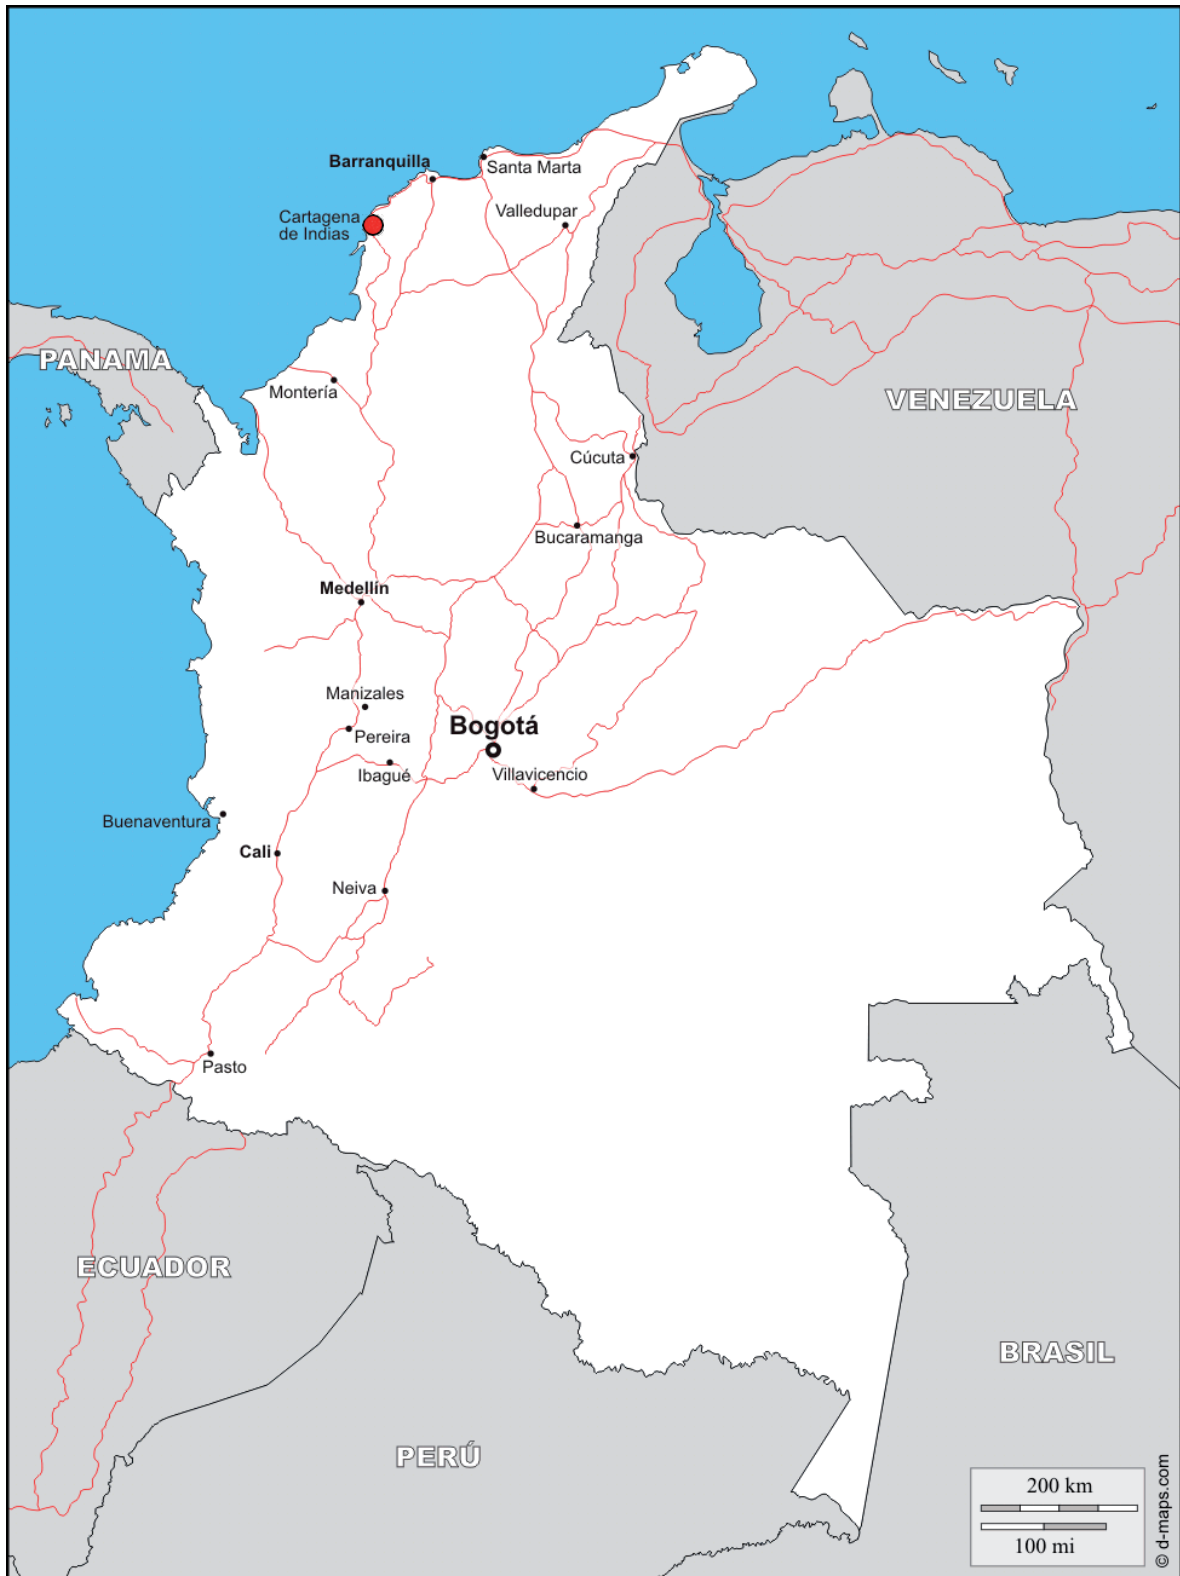 Barranquilla
Santa Marta
Cartagena
de Indias
Valledupar
PANAMA
Montería
VENEZUELA
Cúcuta
Bucaramanga
Medellín
Manizales
Bogotá
Pereira
Ibagué
Villavicencio
Buenaventura
Cali
Neiva
Pasto
ECUADOR
BRASIL
PERÚ
200 km
100 mi
© d-maps.com